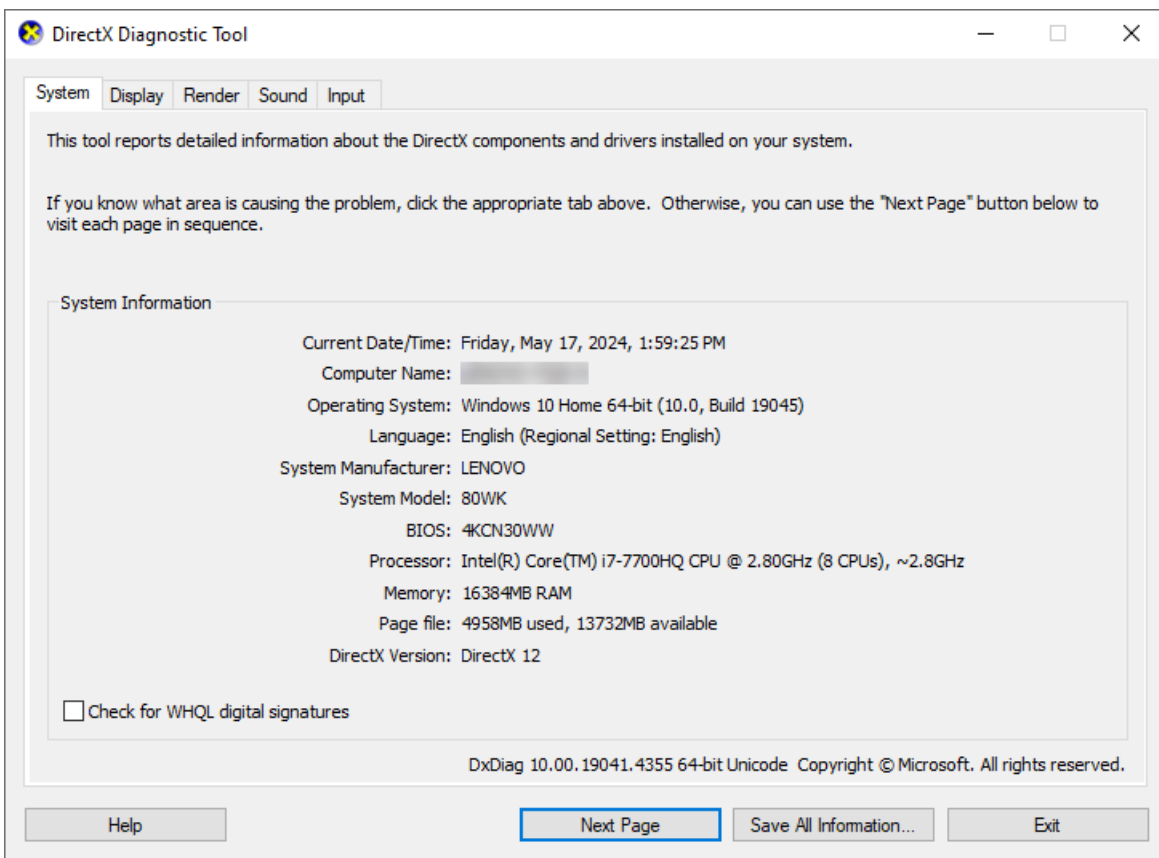 DirectX Diagnostic Tool
System Display Render Sound Input
This tool reports detailed information about the DirectX components and drivers installed on your system.
If you know what area is causing the problem, click the appropriate tab above.  Otherwise, you can use the "Next Page" button below to
visit each page in sequence.
System Information
Current Date/Time: Friday, May 17, 2024, 1:59:25 PM
Computer Name:
Operating System: Windows 10 Home 64-bit (10.0, Build 19045)
Language: English (Regional Setting: English)
System Manufacturer: LENOVO
System Model: 80WK
BIOS: 4KCN30WW
Processor: Intel(R) Core(TM) i7-7700HQ CPU @ 2.80GHz (8 CPUs), ~2.8GHz
Memory: 16384MB RAM
Page file: 4958MB used, 13732MB available
DirectX Version: DirectX 12
Check for WHQL digital signatures
DxDiag 10.00.19041.4355 64-bit Unicode  Copyright © Microsoft. All rights reserved.
Help Next Page Save All Information... Exit